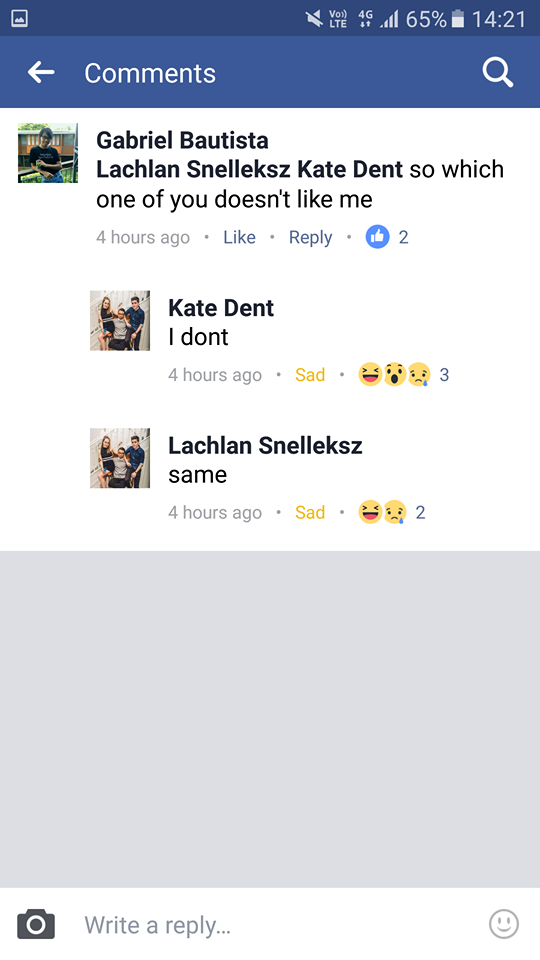 Vo)) LTE 4G 65% 14:21
Comments
Gabriel Bautista
Lachlan Snelleksz Kate Dent so which
one of you doesn't like me
4 hours ago • Like • Reply • 2
Kate Dent
I dont
4 hours ago • Sad • 3
Lachlan Snelleksz
same
4 hours ago • Sad • 2
Write a reply...